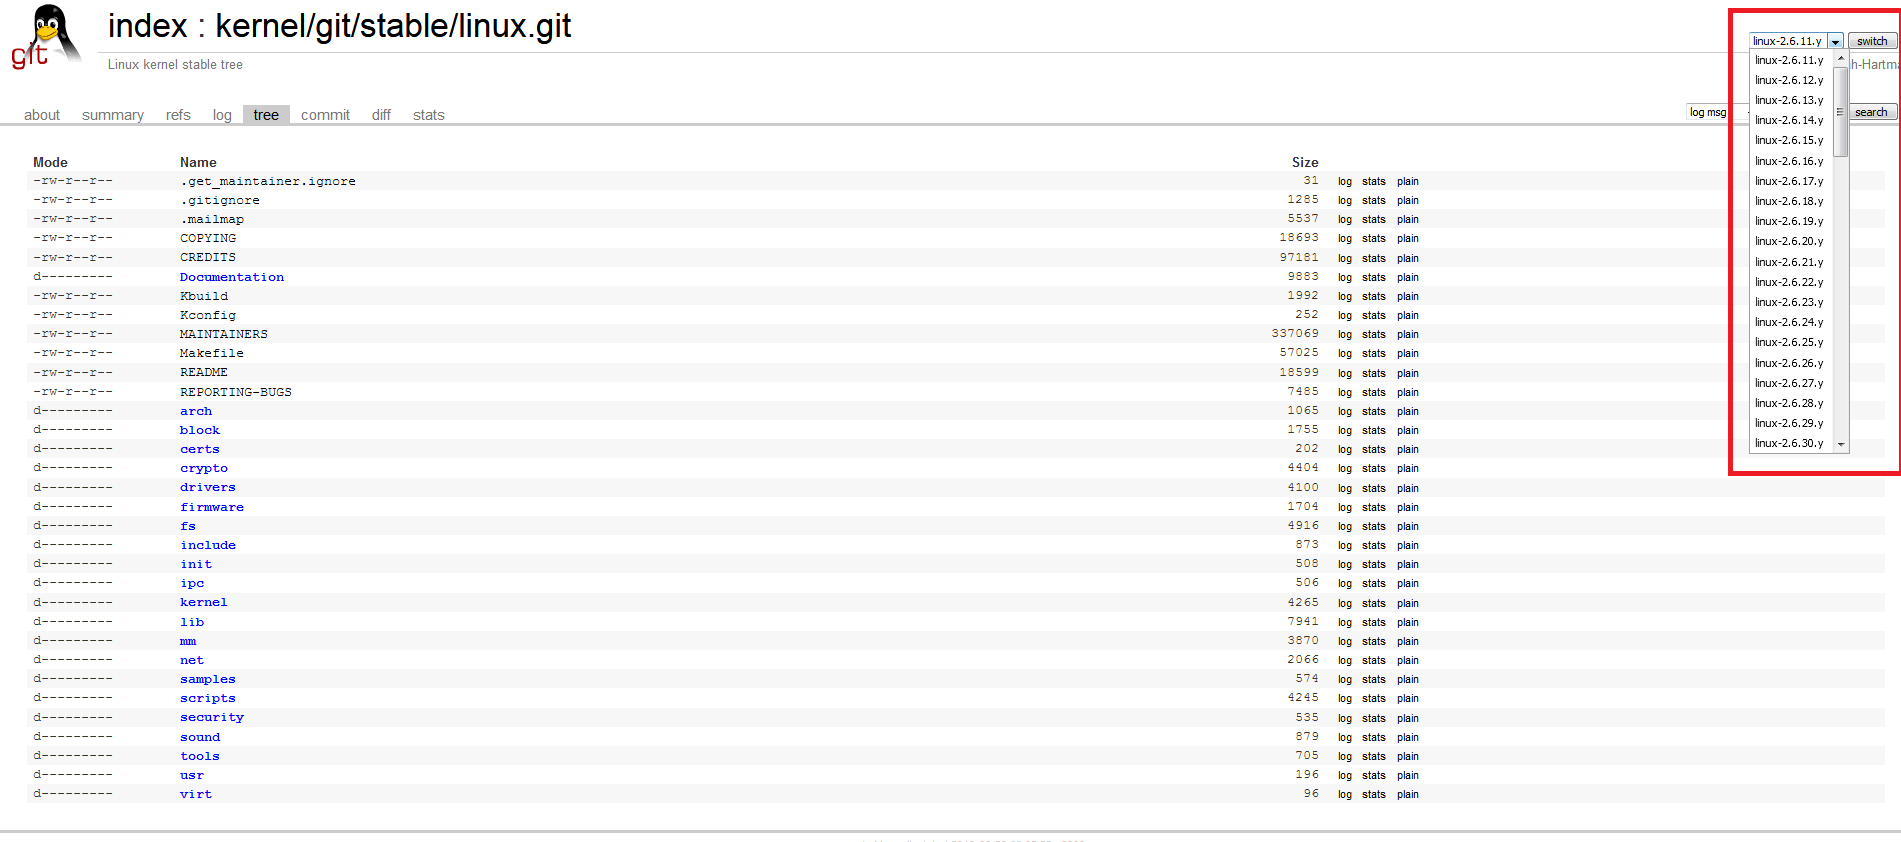 git
index : kernel/git/stable/linux.git
linux-2.6.11.y switch
Linux kernel stable tree
about summary refs log tree commit diff stats
log msg search
linux-2.6.11.y
linux-2.6.12.y
linux-2.6.13.y
linux-2.6.14.y
linux-2.6.15.y
linux-2.6.16.y
linux-2.6.17.y
linux-2.6.18.y
linux-2.6.19.y
linux-2.6.20.y
linux-2.6.21.y
linux-2.6.22.y
linux-2.6.23.y
linux-2.6.24.y
linux-2.6.25.y
linux-2.6.26.y
linux-2.6.27.y
linux-2.6.28.y
linux-2.6.29.y
linux-2.6.30.y
Mode Name Size
-rw-r--r-- .get_maintainer.ignore 31 log stats plain
-rw-r--r-- .gitignore 1285 log stats plain
-rw-r--r-- .mailmap 5537 log stats plain
-rw-r--r-- COPYING 18693 log stats plain
-rw-r--r-- CREDITS 97181 log stats plain
d--------- Documentation 9883 log stats plain
-rw-r--r-- Kbuild 1992 log stats plain
-rw-r--r-- Kconfig 252 log stats plain
-rw-r--r-- MAINTAINERS 337069 log stats plain
-rw-r--r-- Makefile 57025 log stats plain
-rw-r--r-- README 18599 log stats plain
-rw-r--r-- REPORTING-BUGS 7485 log stats plain
d--------- arch 1065 log stats plain
d--------- block 1755 log stats plain
d--------- certs 202 log stats plain
d--------- crypto 4404 log stats plain
d--------- drivers 4100 log stats plain
d--------- firmware 1704 log stats plain
d--------- fs 4916 log stats plain
d--------- include 873 log stats plain
d--------- init 508 log stats plain
d--------- ipc 506 log stats plain
d--------- kernel 4265 log stats plain
d--------- lib 7941 log stats plain
d--------- mm 3870 log stats plain
d--------- net 2066 log stats plain
d--------- samples 574 log stats plain
d--------- scripts 4245 log stats plain
d--------- security 535 log stats plain
d--------- sound 879 log stats plain
d--------- tools 705 log stats plain
d--------- usr 196 log stats plain
d--------- virt 96 log stats plain